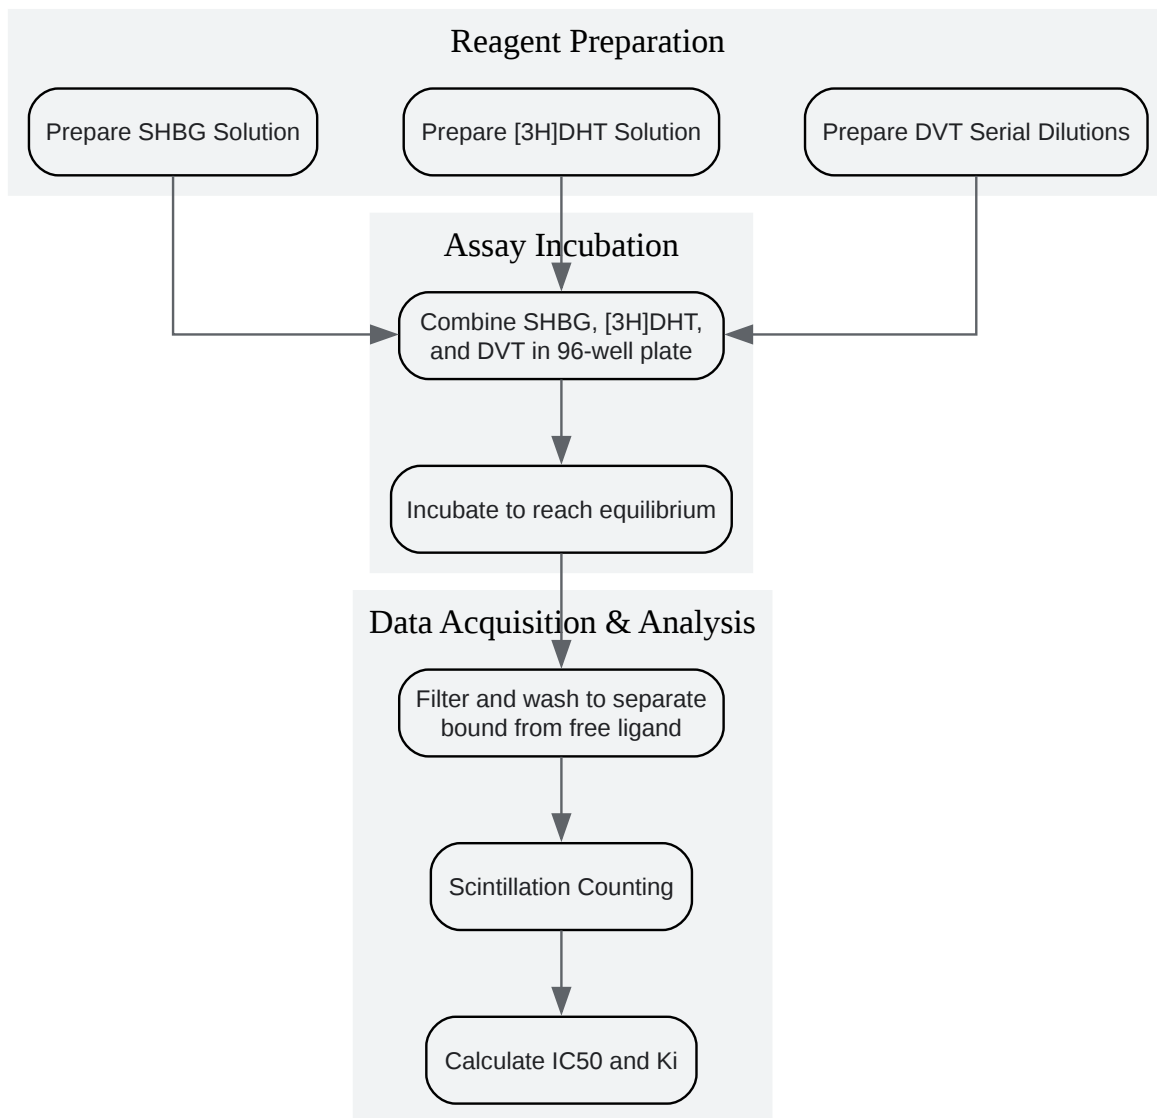 Reagent Preparation
Prepare SHBG Solution
Prepare [3H]DHT Solution
Prepare DVT Serial Dilutions
Assay Incubation
Combine SHBG, [3H]DHT,
and DVT in 96-well plate
Incubate to reach equilibrium
Data Acquisition & Analysis
Filter and wash to separate
bound from free ligand
Scintillation Counting
Calculate IC50 and Ki